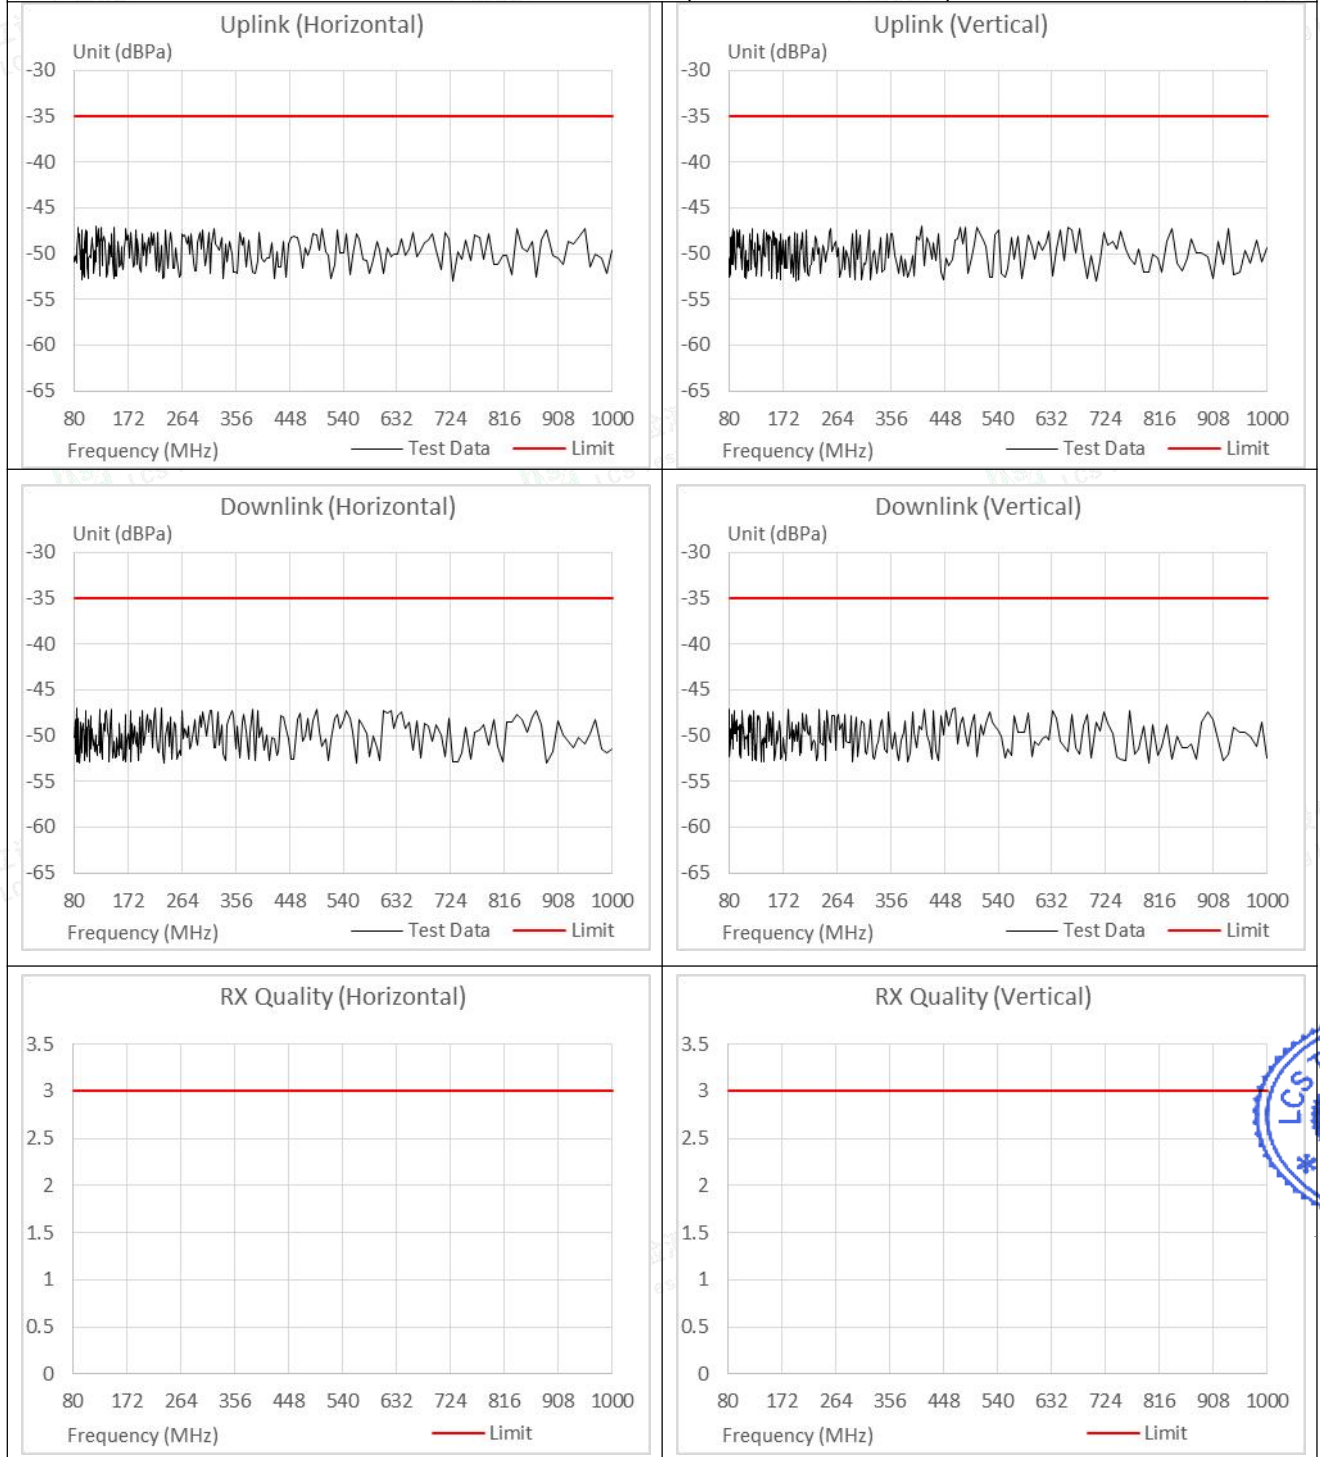 Uplink (Horizontal)
Unit (dBPa)
-30
-35
-40
-45
-50
-55
-60
-65
80 172 264 356 448 540 632 724 816 908 1000
Frequency (MHz) Test Data Limit
Uplink (Vertical)
Unit (dBPa)
-30
-35
-40
-45
-50
-55
-60
-65
80 172 264 356 448 540 632 724 816 908 1000
Frequency (MHz) Test Data Limit
Downlink (Horizontal)
Unit (dBPa)
-30
-35
-40
-45
-50
-55
-60
-65
80 172 264 356 448 540 632 724 816 908 1000
Frequency (MHz) Test Data Limit
Downlink (Vertical)
Unit (dBPa)
-30
-35
-40
-45
-50
-55
-60
-65
80 172 264 356 448 540 632 724 816 908 1000
Frequency (MHz) Test Data Limit
RX Quality (Horizontal)
3.5
3
2.5
2
1.5
1
0.5
0
80 172 264 356 448 540 632 724 816 908 1000
Frequency (MHz) Limit
RX Quality (Vertical)
3.5
3
2.5
2
1.5
1
0.5
0
80 172 264 356 448 540 632 724 816 908 1000
Frequency (MHz) Limit
LCS